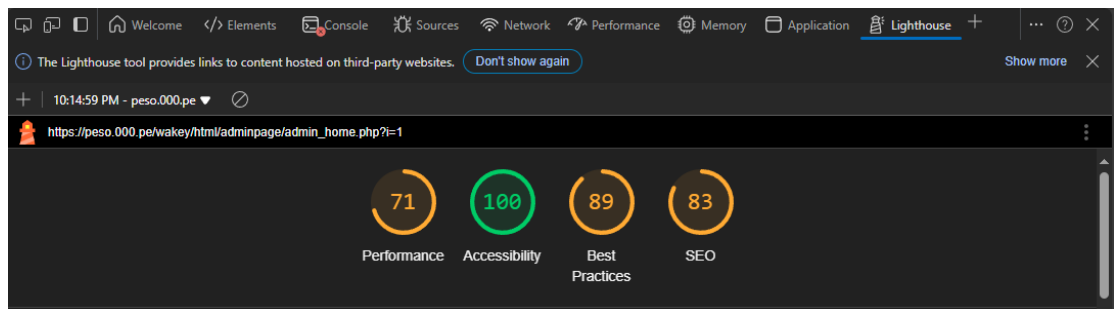 Welcome Elements Console Sources Network Performance Memory Application Lighthouse
The Lighthouse tool provides links to content hosted on third-party websites. Don't show again Show more
10:14:59 PM - peso.000.pe
https://peso.000.pe/wakey/html/adminpage/admin_home.php?i=1
71 100 89 83
Performance Accessibility Best SEO
Practices